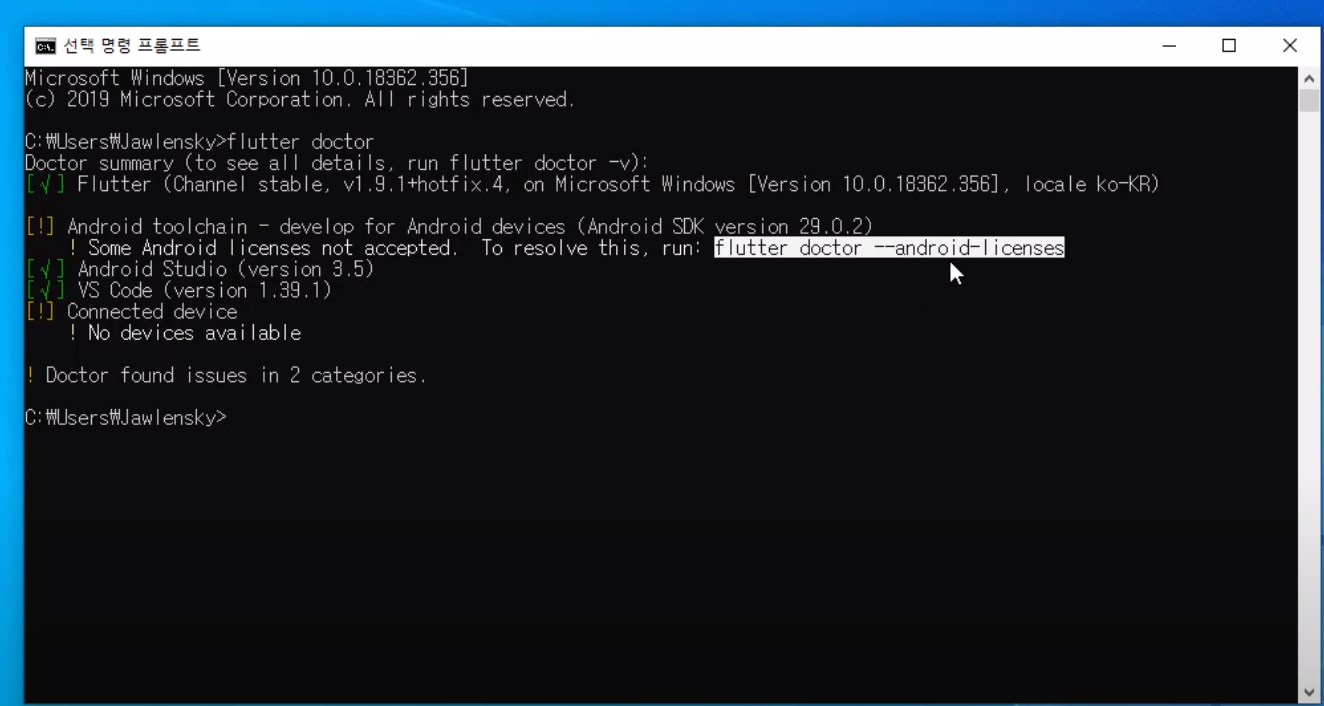 선택 명령 프롬프트
Microsoft Windows [Version 10.0.18362.356]
(c) 2019 Microsoft Corporation. All rights reserved.
C:₩Users₩Jawlensky>flutter doctor
Doctor summary (to see all details, run flutter doctor -v):
[√] Flutter (Channel stable, v1.9.1+hotfix.4, on Microsoft Windows [Version 10.0.18362.356], locale ko-KR)
[!] Android toolchain - develop for Android devices (Android SDK version 29.0.2)
! Some Android licenses not accepted.  To resolve this, run: flutter doctor --android-licenses
[√] Android Studio (version 3.5)
[√] VS Code (version 1.39.1)
[!] Connected device
! No devices available
! Doctor found issues in 2 categories.
C:₩Users₩Jawlensky>